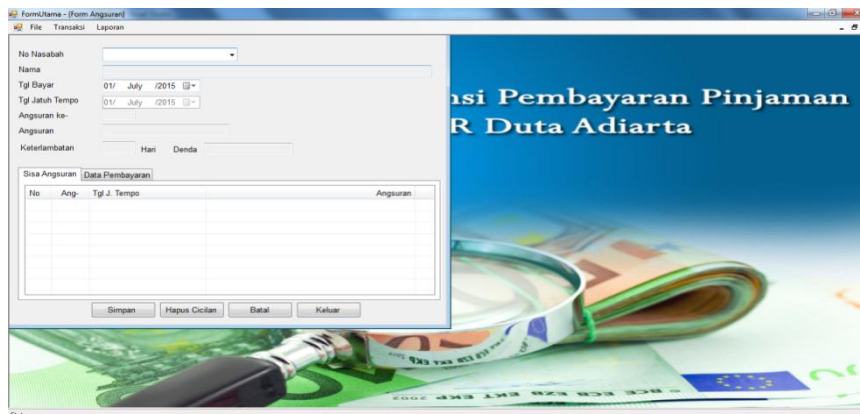 FormUtama - [Form Angsuran]
File Transaksi Laporan
No Nasabah
Nama
Tgl Bayar 01/ July /2015
Tgl Jatuh Tempo 01/ July /2015
Angsuran ke-
Angsuran
Keterlambatan Hari Denda
Sisa Angsuran Data Pembayaran
No Ang- Tgl J. Tempo Angsuran
Simpan Hapus Cicilan Batal Keluar
nsi Pembayaran Pinjaman
R Duta Adiarta
2002